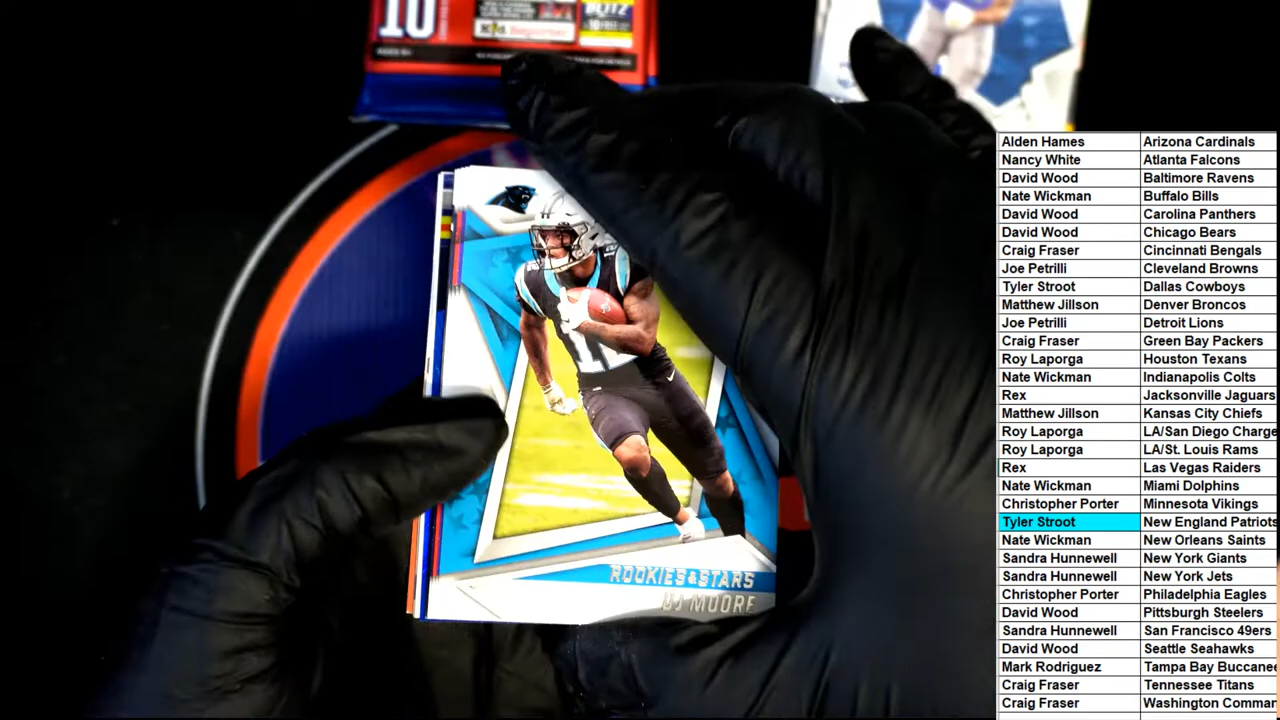 10
BLITZ
Kid Reporter
AGES 9+
ROOKIES & STARS
DJ MOORE
12
Alden Hames Arizona Cardinals
Nancy White Atlanta Falcons
David Wood Baltimore Ravens
Nate Wickman Buffalo Bills
David Wood Carolina Panthers
David Wood Chicago Bears
Craig Fraser Cincinnati Bengals
Joe Petrilli Cleveland Browns
Tyler Stroot Dallas Cowboys
Matthew Jillson Denver Broncos
Joe Petrilli Detroit Lions
Craig Fraser Green Bay Packers
Roy Laporga Houston Texans
Nate Wickman Indianapolis Colts
Rex Jacksonville Jaguars
Matthew Jillson Kansas City Chiefs
Roy Laporga LA/San Diego Charge
Roy Laporga LA/St. Louis Rams
Rex Las Vegas Raiders
Nate Wickman Miami Dolphins
Christopher Porter Minnesota Vikings
Tyler Stroot New England Patriots
Nate Wickman New Orleans Saints
Sandra Hunnewell New York Giants
Sandra Hunnewell New York Jets
Christopher Porter Philadelphia Eagles
David Wood Pittsburgh Steelers
Sandra Hunnewell San Francisco 49ers
David Wood Seattle Seahawks
Mark Rodriguez Tampa Bay Buccanee
Craig Fraser Tennessee Titans
Craig Fraser Washington Comman